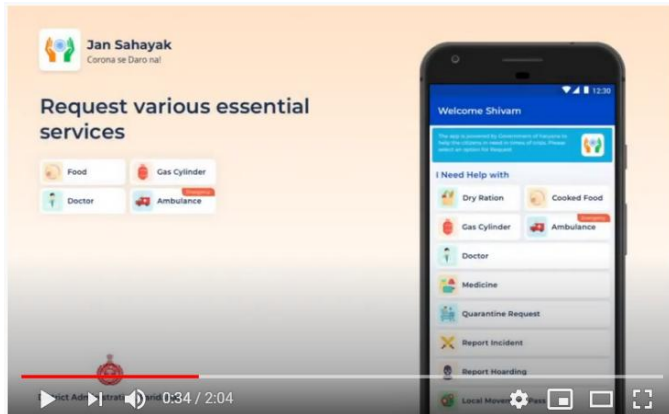 Jan Sahayak
Corona se Daro na!
Request various essential
services
Food
Gas Cylinder
Doctor
Emergency
Ambulance
12:30
Welcome Shivam
The app is powered by Government of Haryana to
help the citizens in need in times of crisis. Please
select an option for Request
I Need Help with
Dry Ration
Cooked Food
Gas Cylinder
Emergency
Ambulance
Doctor
Medicine
Quarantine Request
Report Incident
Report Hoarding
Local Movement Pass
District Administration
0:34 / 2:04